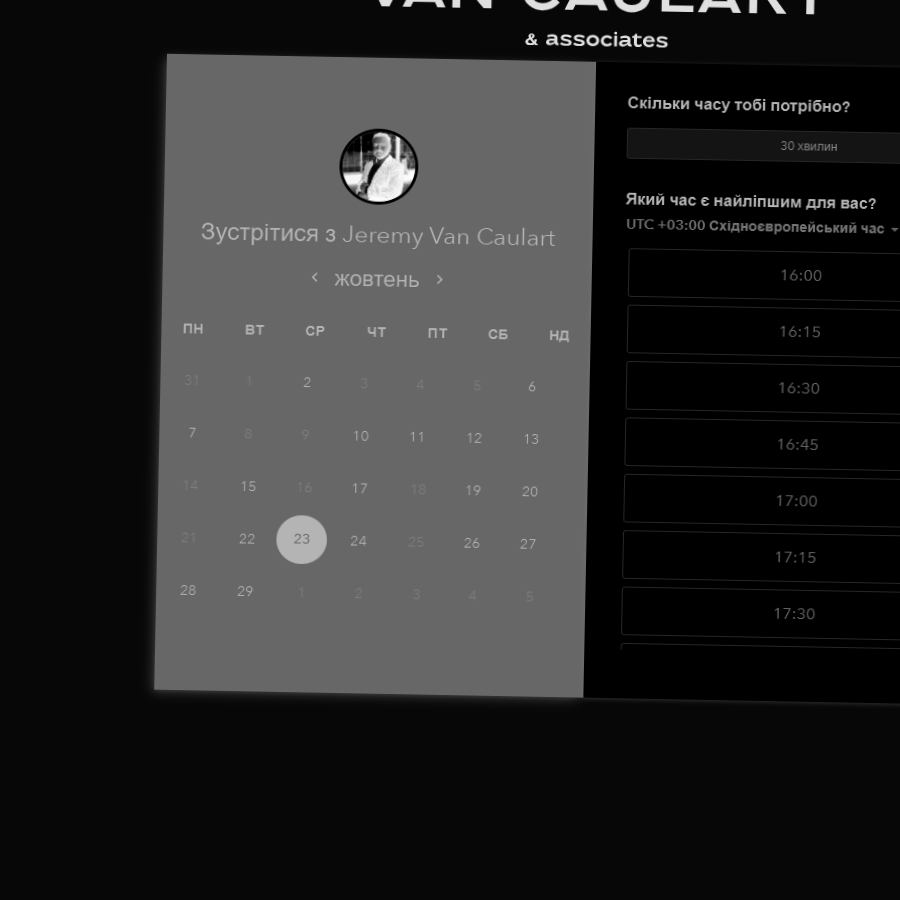 VAN CAULART
& associates
Зустрітися з Jeremy Van Caulart
жовтень
ПН ВТ СР ЧТ ПТ СБ НД
31 1 2 3 4 5 6
7 8 9 10 11 12 13
14 15 16 17 18 19 20
21 22 23 24 25 26 27
28 29 1 2 3 4 5
Скільки часу тобі потрібно?
30 хвилин
Який час є найліпшим для вас?
UTC +03:00 Східноєвропейський час
16:00
16:15
16:30
16:45
17:00
17:15
17:30